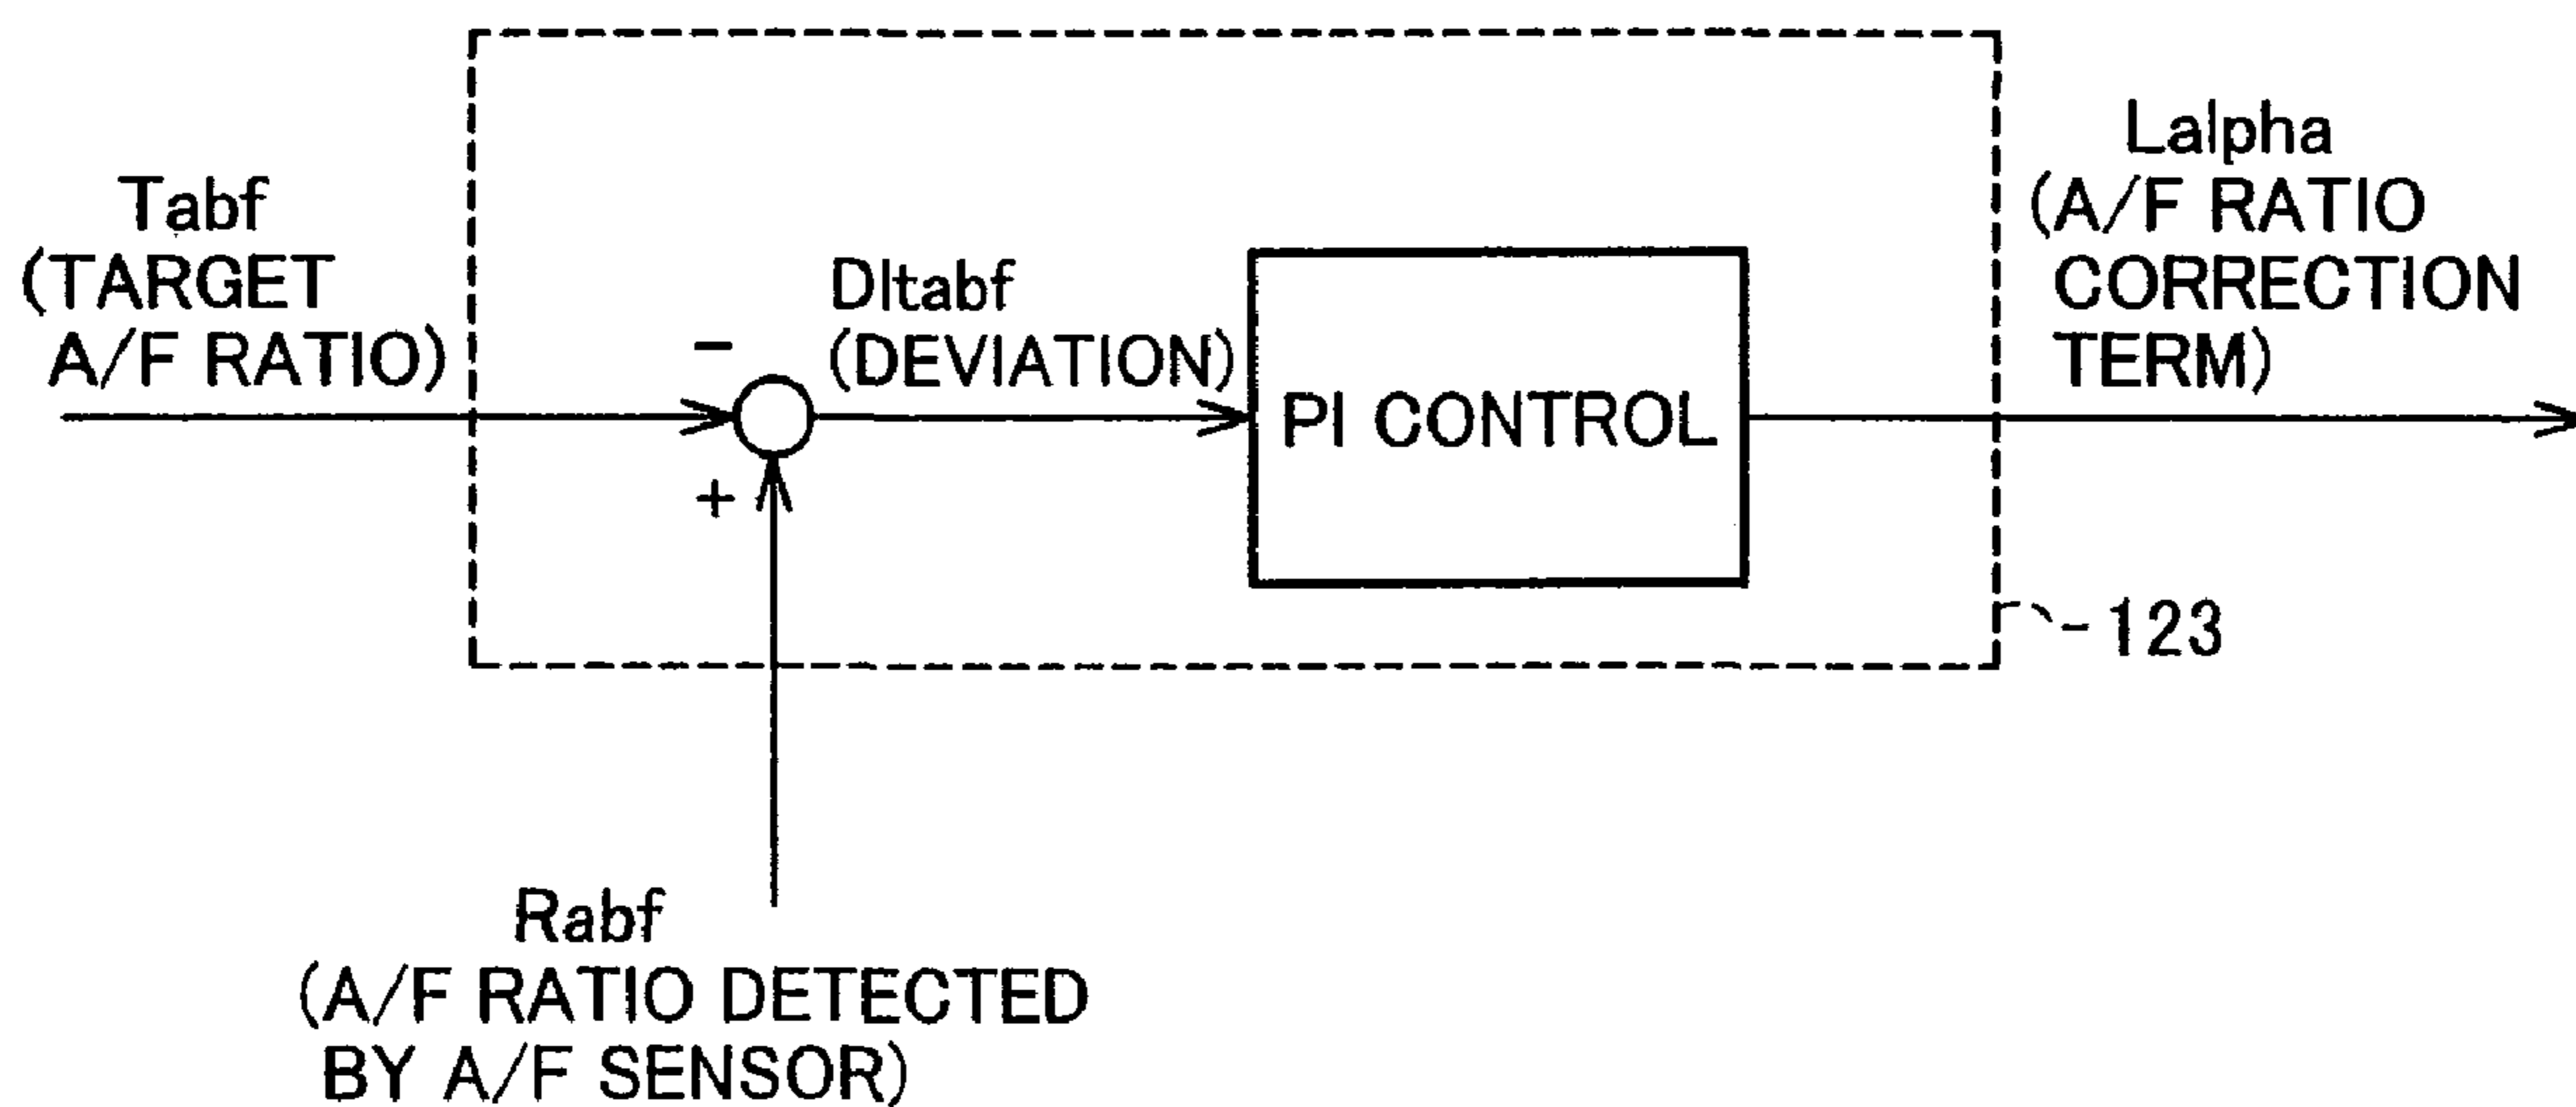 Tabf
(TARGET
A/F RATIO)
-
+
Dltabf
(DEVIATION)
PI CONTROL
Lalpha
(A/F RATIO
CORRECTION
TERM)
123
Rabf
(A/F RATIO DETECTED
BY A/F SENSOR)